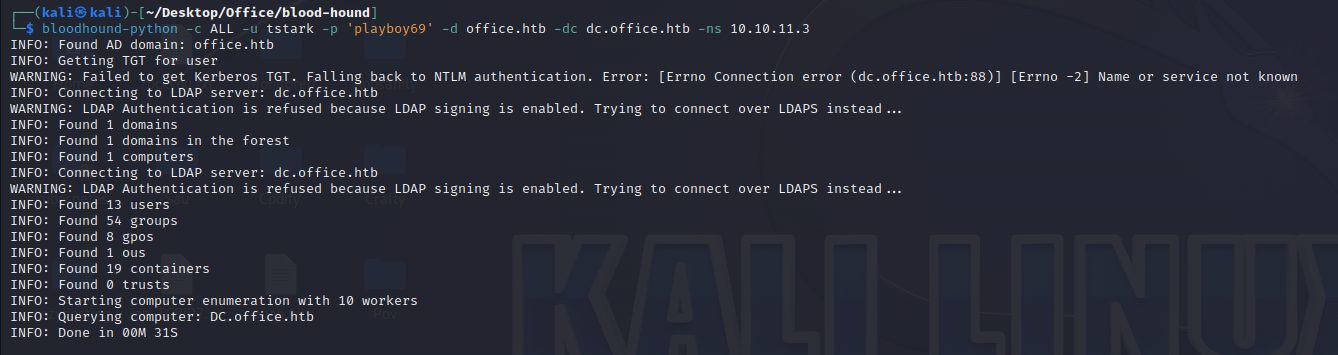 ┌──(kali㉿kali)-[~/Desktop/Office/blood-hound]
└─$ bloodhound-python -c ALL -u tstark -p 'playboy69' -d office.htb -dc dc.office.htb -ns 10.10.11.3
INFO: Found AD domain: office.htb
INFO: Getting TGT for user
WARNING: Failed to get Kerberos TGT. Falling back to NTLM authentication. Error: [Errno Connection error (dc.office.htb:88)] [Errno -2] Name or service not known
INFO: Connecting to LDAP server: dc.office.htb
WARNING: LDAP Authentication is refused because LDAP signing is enabled. Trying to connect over LDAPS instead...
INFO: Found 1 domains
INFO: Found 1 domains in the forest
INFO: Found 1 computers
INFO: Connecting to LDAP server: dc.office.htb
WARNING: LDAP Authentication is refused because LDAP signing is enabled. Trying to connect over LDAPS instead...
INFO: Found 13 users
INFO: Found 54 groups
INFO: Found 8 gpos
INFO: Found 1 ous
INFO: Found 19 containers
INFO: Found 0 trusts
INFO: Starting computer enumeration with 10 workers
INFO: Querying computer: DC.office.htb
INFO: Done in 00M 31S
Crafty
Pov
KALI LINUX